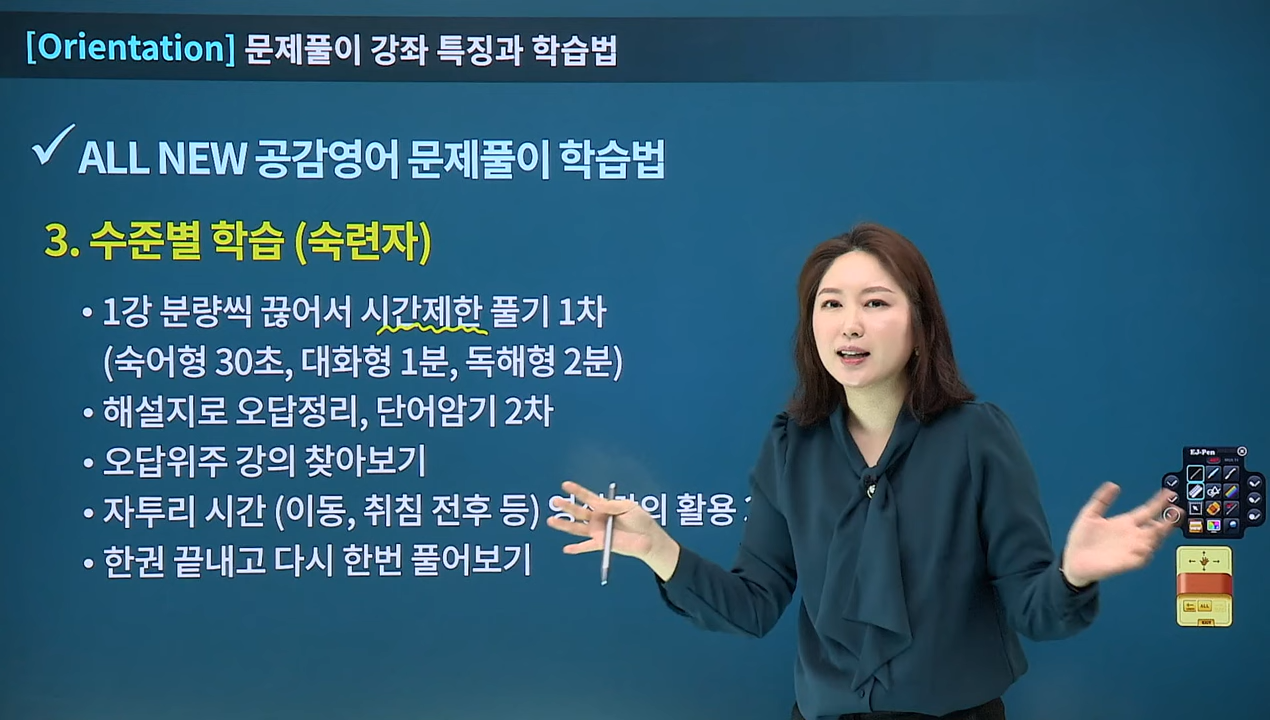 [Orientation] 문제풀이 강좌 특징과 학습법
✓ ALL NEW 공감영어 문제풀이 학습법
3. 수준별 학습 (숙련자)
• 1강 분량씩 끊어서 시간제한 풀기 1차
(숙어형 30초, 대화형 1분, 독해형 2분)
• 해설지로 오답정리, 단어암기 2차
• 오답위주 강의 찾아보기
• 자투리 시간 (이동, 취침 전후 등) 활용
• 한권 끝내고 다시 한번 풀어보기
EJ-Pen
ALL